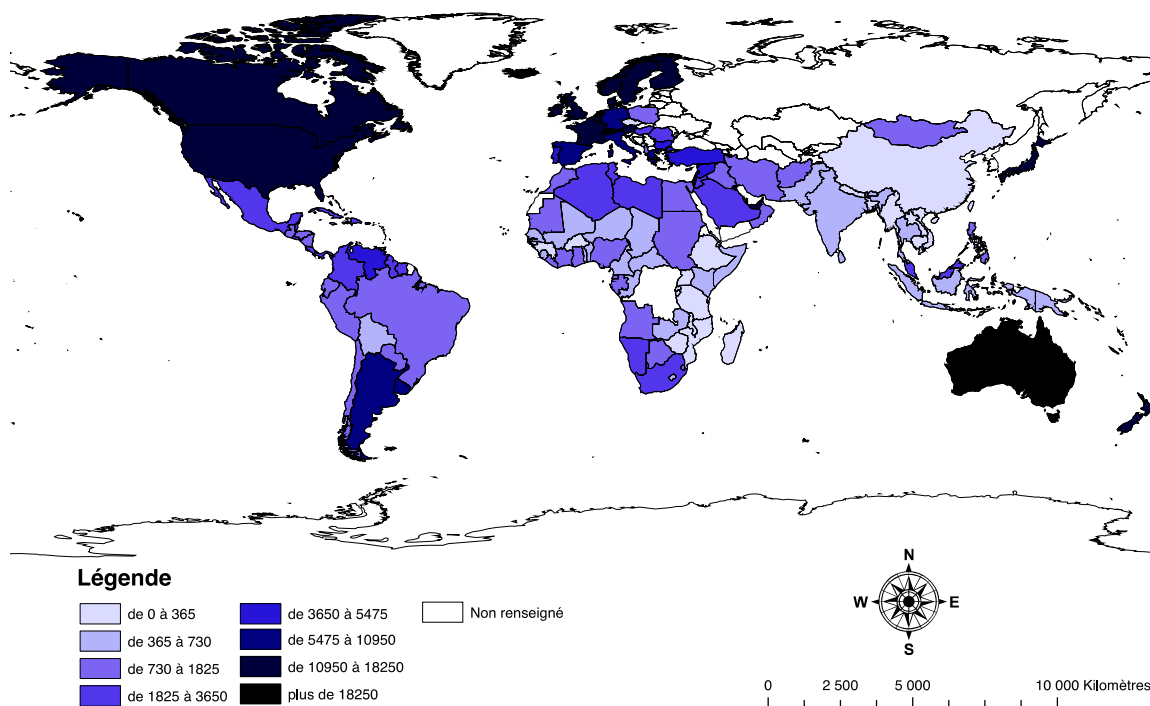 Légende
de 0 à 365
de 365 à 730
de 730 à 1825
de 1825 à 3650
de 3650 à 5475
de 5475 à 10950
de 10950 à 18250
plus de 18250
Non renseigné
N
W E
S
0 2 500 5 000 10 000 Kilomètres